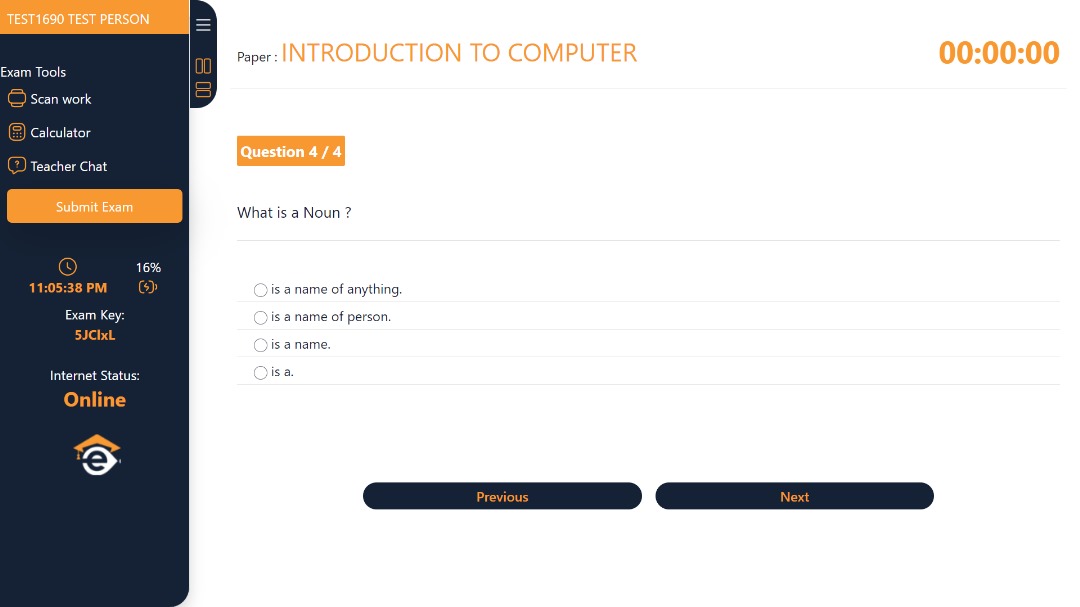 TEST1690 TEST PERSON
Exam Tools
Scan work
Calculator
Teacher Chat
Submit Exam
16%
11:05:38 PM
Exam Key:
5JClxL
Internet Status:
Online
Paper : INTRODUCTION TO COMPUTER
00:00:00
Question 4 / 4
What is a Noun ?
is a name of anything.
is a name of person.
is a name.
is a.
Previous
Next